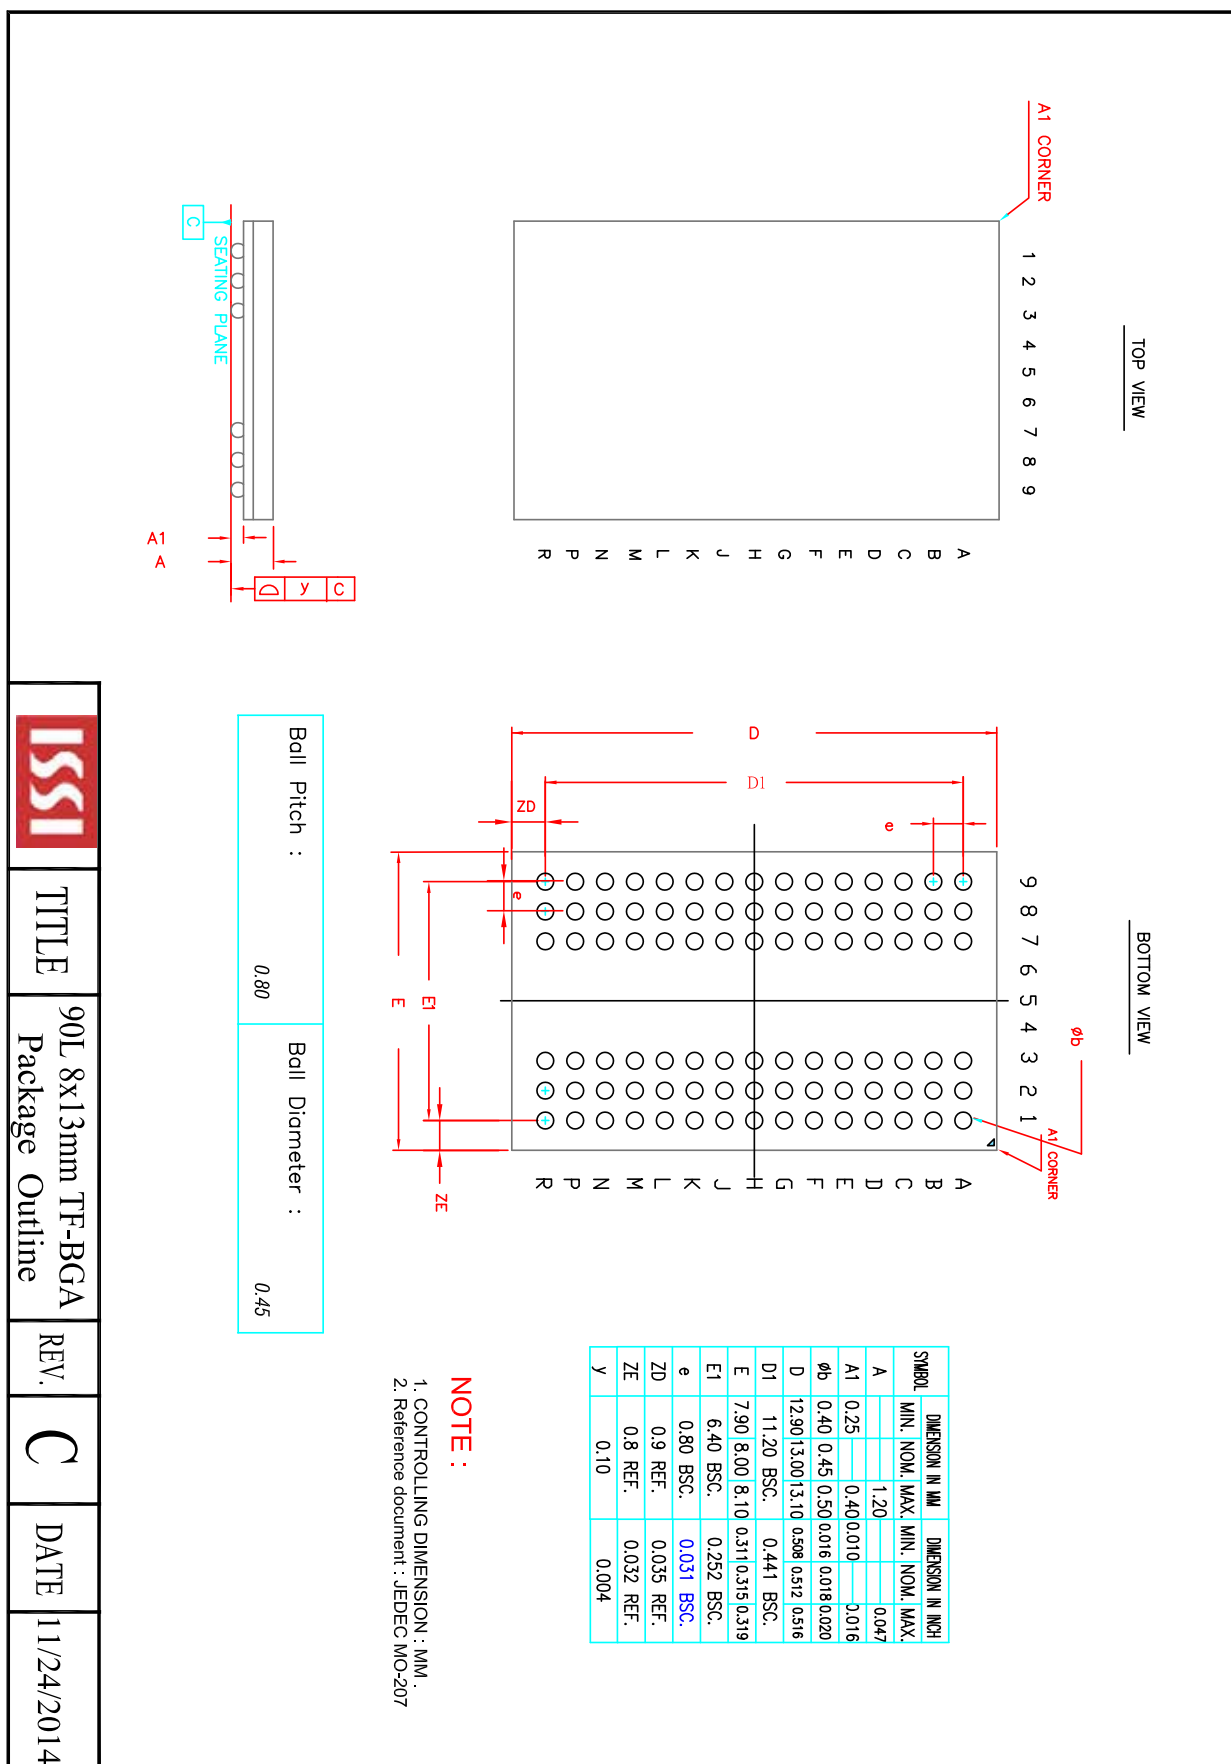 TOP VIEW
A1 CORNER
1 2 3 4 5 6 7 8 9
A
B
C
D
E
F
G
H
J
K
L
M
N
P
R
C
SEATING PLANE
A1
A
y C
BOTTOM VIEW
9 8 7 6 5 4 3 2 1
Øb
A1 CORNER
A
B
C
D
E
F
G
H
J
K
L
M
N
P
R
D
D1
e
ZD
e
E1
E
ZE
Ball Pitch : 0.80
Ball Diameter : 0.45
SYMBOL DIMENSION IN MM DIMENSION IN INCH
MIN. NOM. MAX. MIN. NOM. MAX.
A 1.20 0.047
A1 0.25 0.40 0.010 0.016
Øb 0.40 0.45 0.50 0.016 0.018 0.020
D 12.90 13.00 13.10 0.508 0.512 0.516
D1 11.20 BSC. 0.441 BSC.
E 7.90 8.00 8.10 0.311 0.315 0.319
E1 6.40 BSC. 0.252 BSC.
e 0.80 BSC. 0.031 BSC.
ZD 0.9 REF. 0.035 REF.
ZE 0.8 REF. 0.032 REF.
y 0.10 0.004
NOTE :
1. CONTROLLING DIMENSION : MM .
2. Reference document : JEDEC MO-207
ISSI
TITLE
90L 8x13mm TF-BGA
Package Outline
REV.
C
DATE
11/24/2014